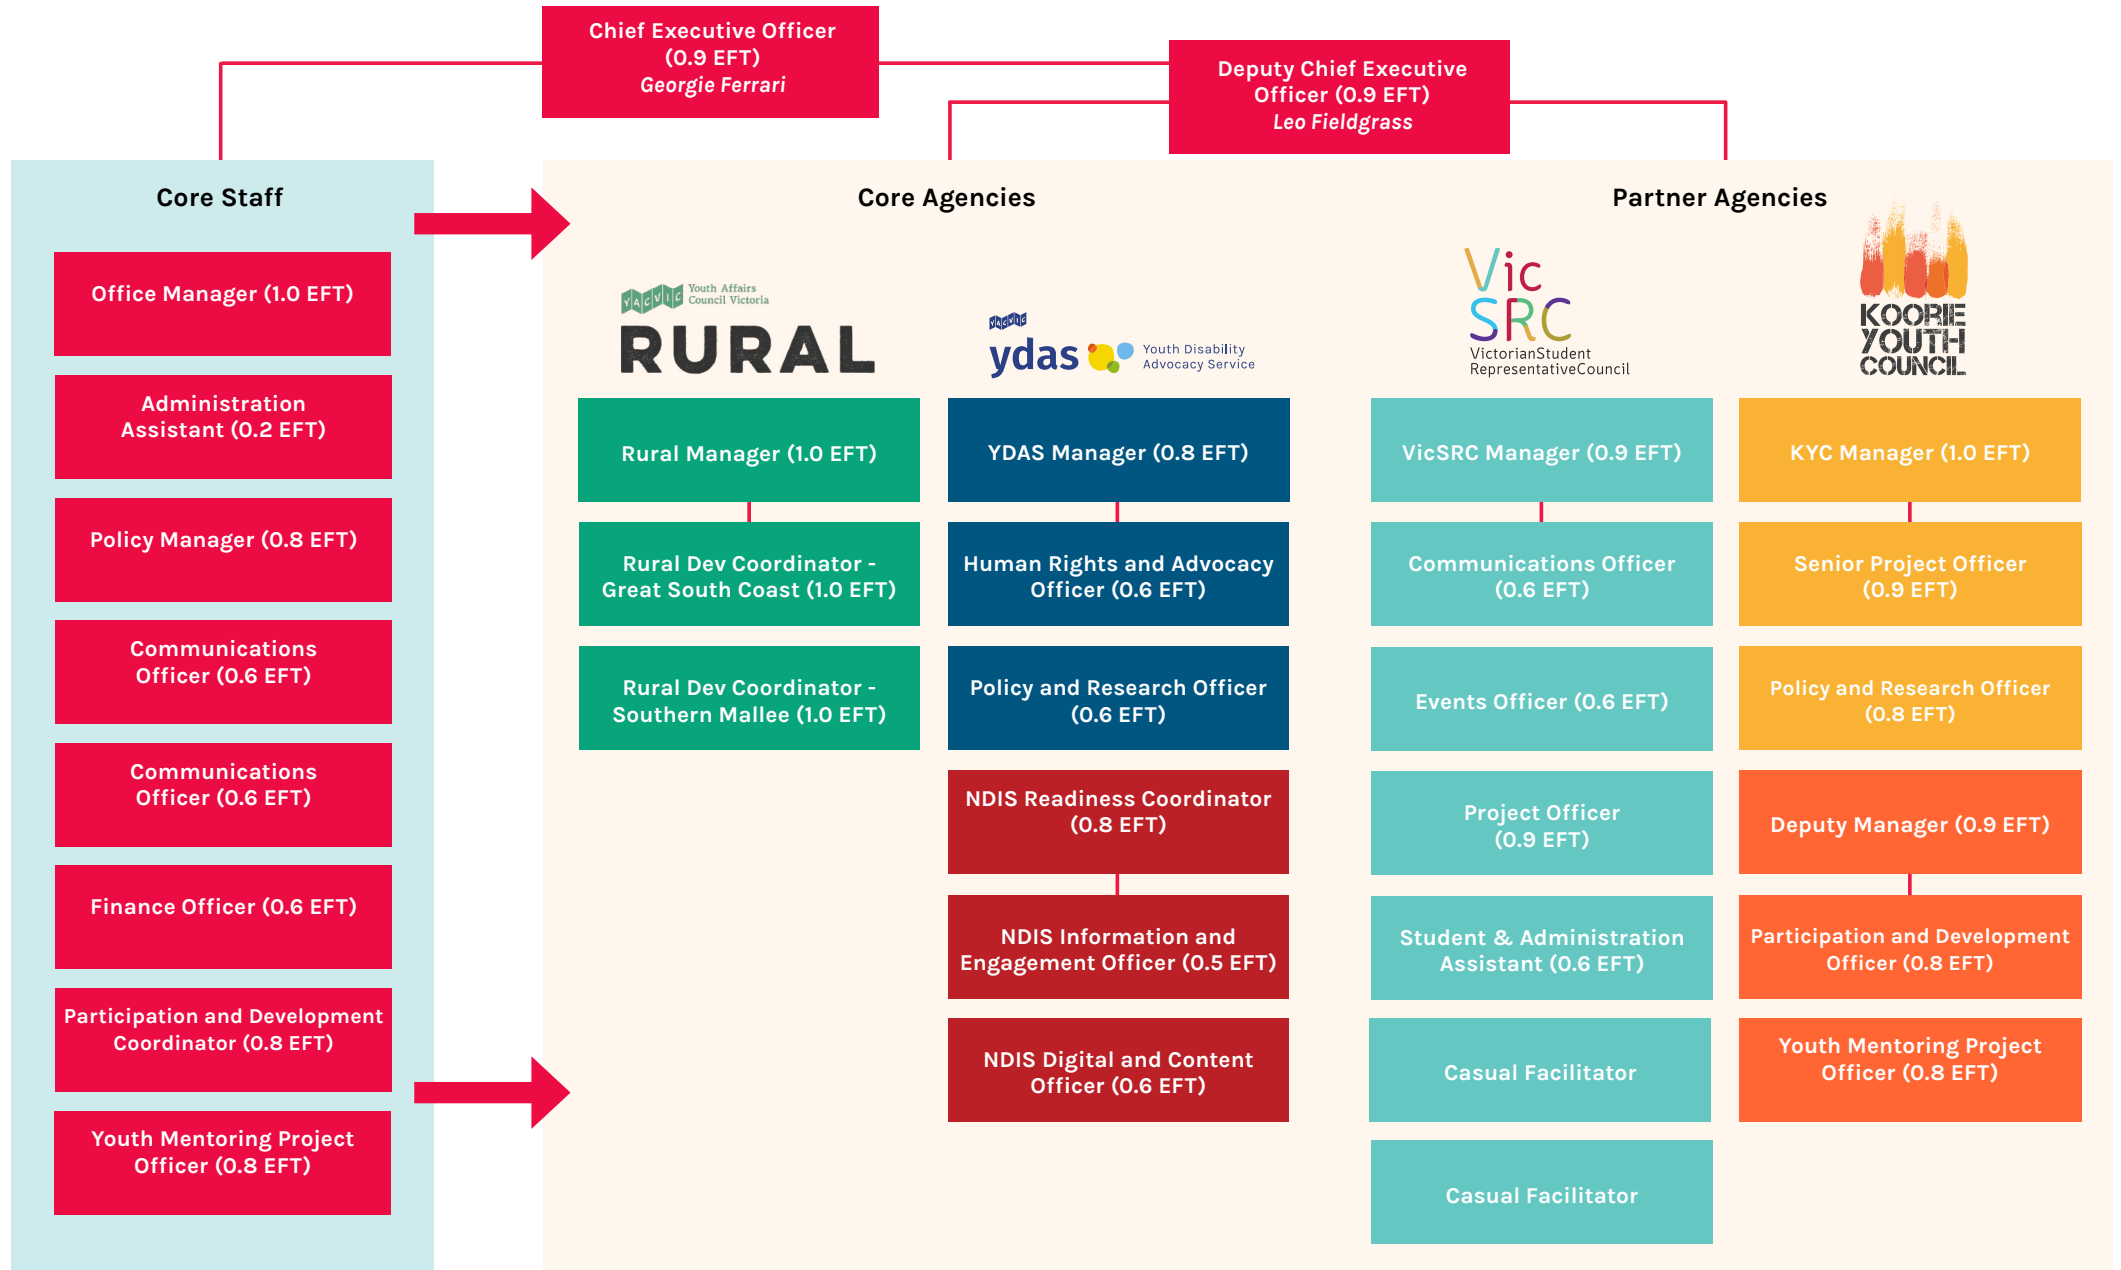 Chief Executive Officer
(0.9 EFT)
Georgie Ferrari
Deputy Chief Executive
Officer (0.9 EFT)
Leo Fieldgrass
Core Staff
Office Manager (1.0 EFT)
Administration
Assistant (0.2 EFT)
Policy Manager (0.8 EFT)
Communications
Officer (0.6 EFT)
Communications
Officer (0.6 EFT)
Finance Officer (0.6 EFT)
Participation and Development
Coordinator (0.8 EFT)
Youth Mentoring Project
Officer (0.8 EFT)
Core Agencies
YACVIC
Youth Affairs
Council Victoria
RURAL
Rural Manager (1.0 EFT)
Rural Dev Coordinator -
Great South Coast (1.0 EFT)
Rural Dev Coordinator -
Southern Mallee (1.0 EFT)
YACVIC
ydas
Youth Disability
Advocacy Service
YDAS Manager (0.8 EFT)
Human Rights and Advocacy
Officer (0.6 EFT)
Policy and Research Officer
(0.6 EFT)
NDIS Readiness Coordinator
(0.8 EFT)
NDIS Information and
Engagement Officer (0.5 EFT)
NDIS Digital and Content
Officer (0.6 EFT)
Partner Agencies
Vic
SRC
VictorianStudent
RepresentativeCouncil
VicSRC Manager (0.9 EFT)
Communications Officer
(0.6 EFT)
Events Officer (0.6 EFT)
Project Officer
(0.9 EFT)
Student & Administration
Assistant (0.6 EFT)
Casual Facilitator
Casual Facilitator
KOORIE
YOUTH
COUNCIL
KYC Manager (1.0 EFT)
Senior Project Officer
(0.9 EFT)
Policy and Research Officer
(0.8 EFT)
Deputy Manager (0.9 EFT)
Participation and Development
Officer (0.8 EFT)
Youth Mentoring Project
Officer (0.8 EFT)